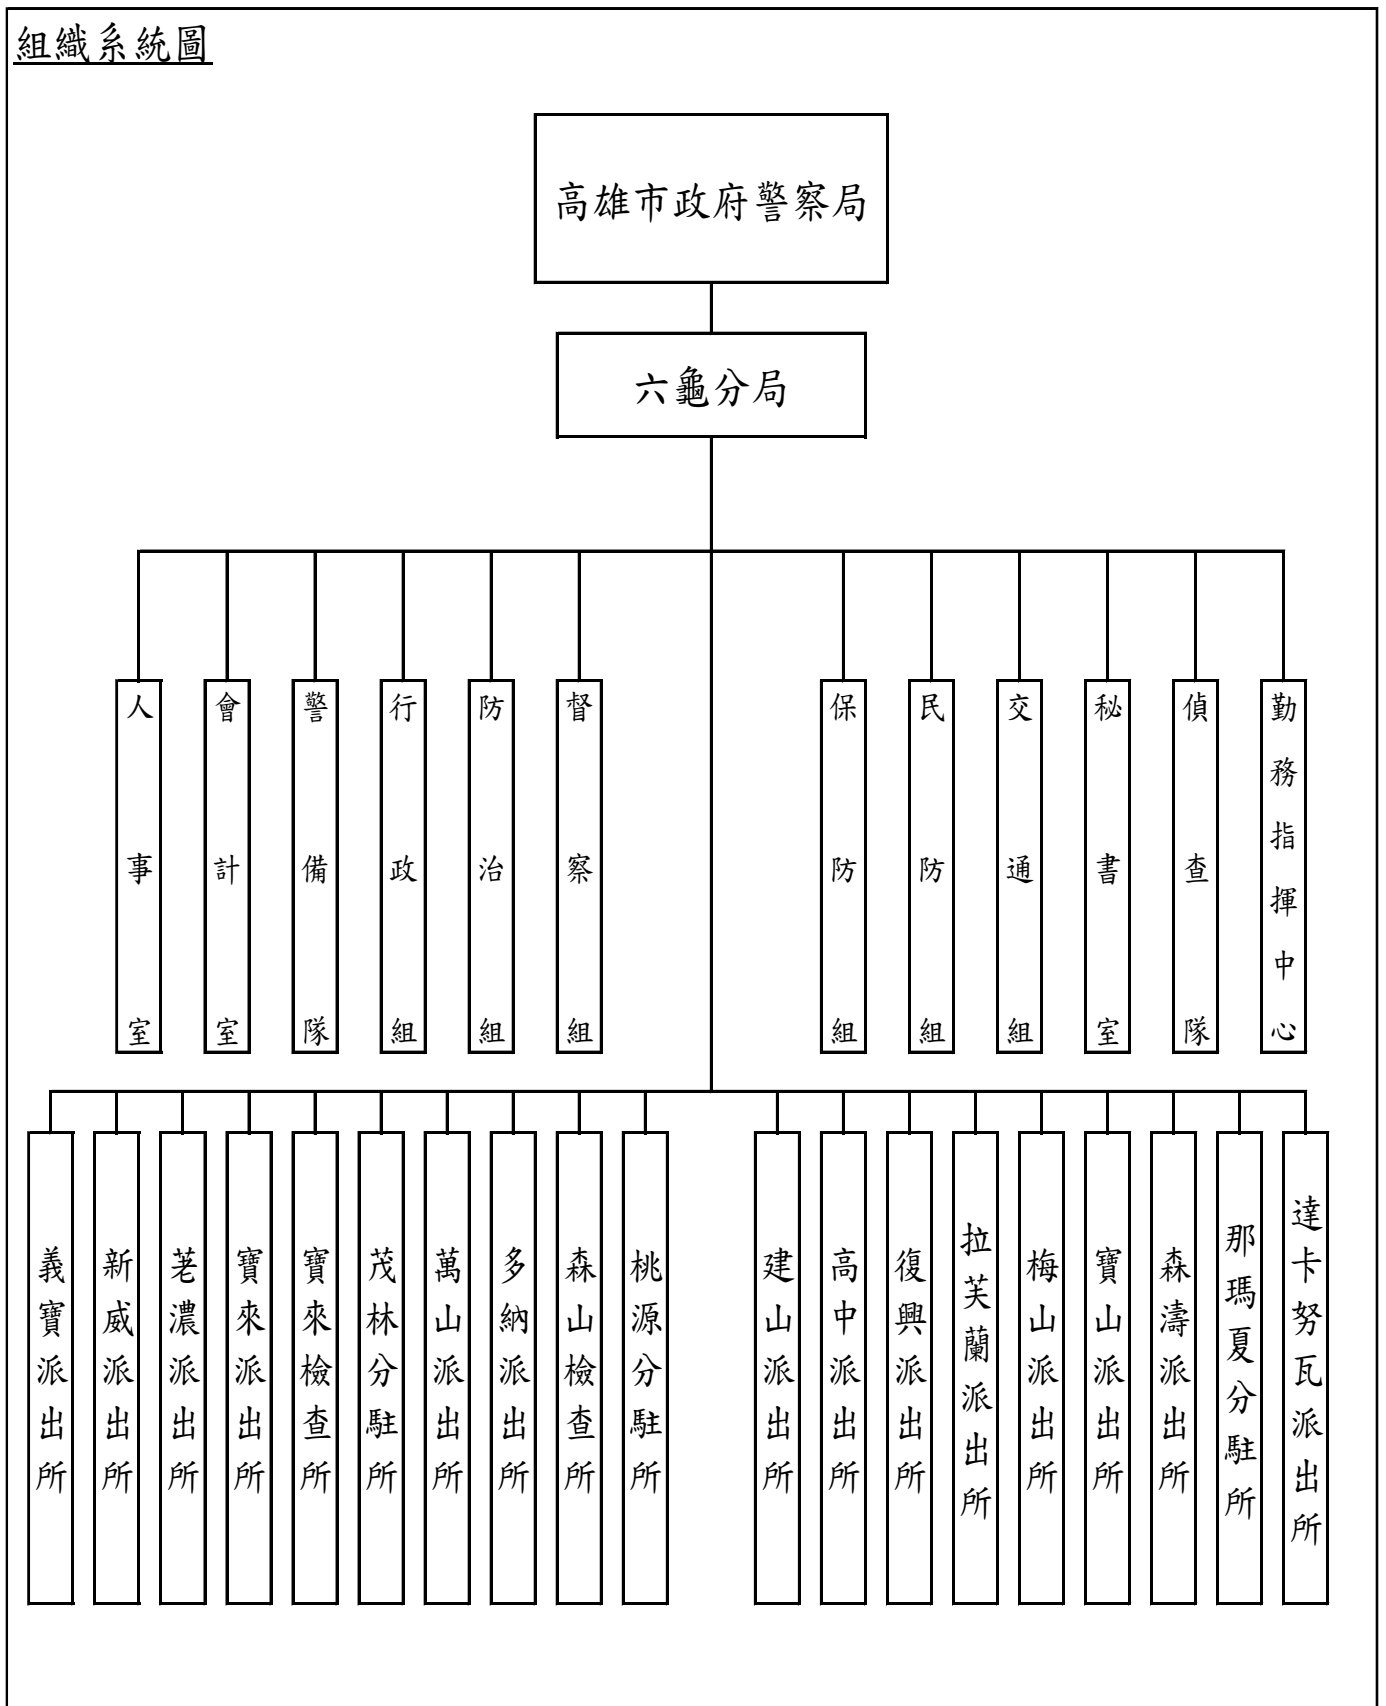 組織系統圖
高雄市政府警察局
六龜分局
人事室
會計室
警備隊
行政組
防治組
督察組
保防組
民防組
交通組
秘書室
偵查隊
勤務指揮中心
義寶派出所
新威派出所
荖濃派出所
寶來派出所
寶來檢查所
茂林分駐所
萬山派出所
多納派出所
森山檢查所
桃源分駐所
建山派出所
高中派出所
復興派出所
拉芙蘭派出所
梅山派出所
寶山派出所
森濤派出所
那瑪夏分駐所
達卡努瓦派出所